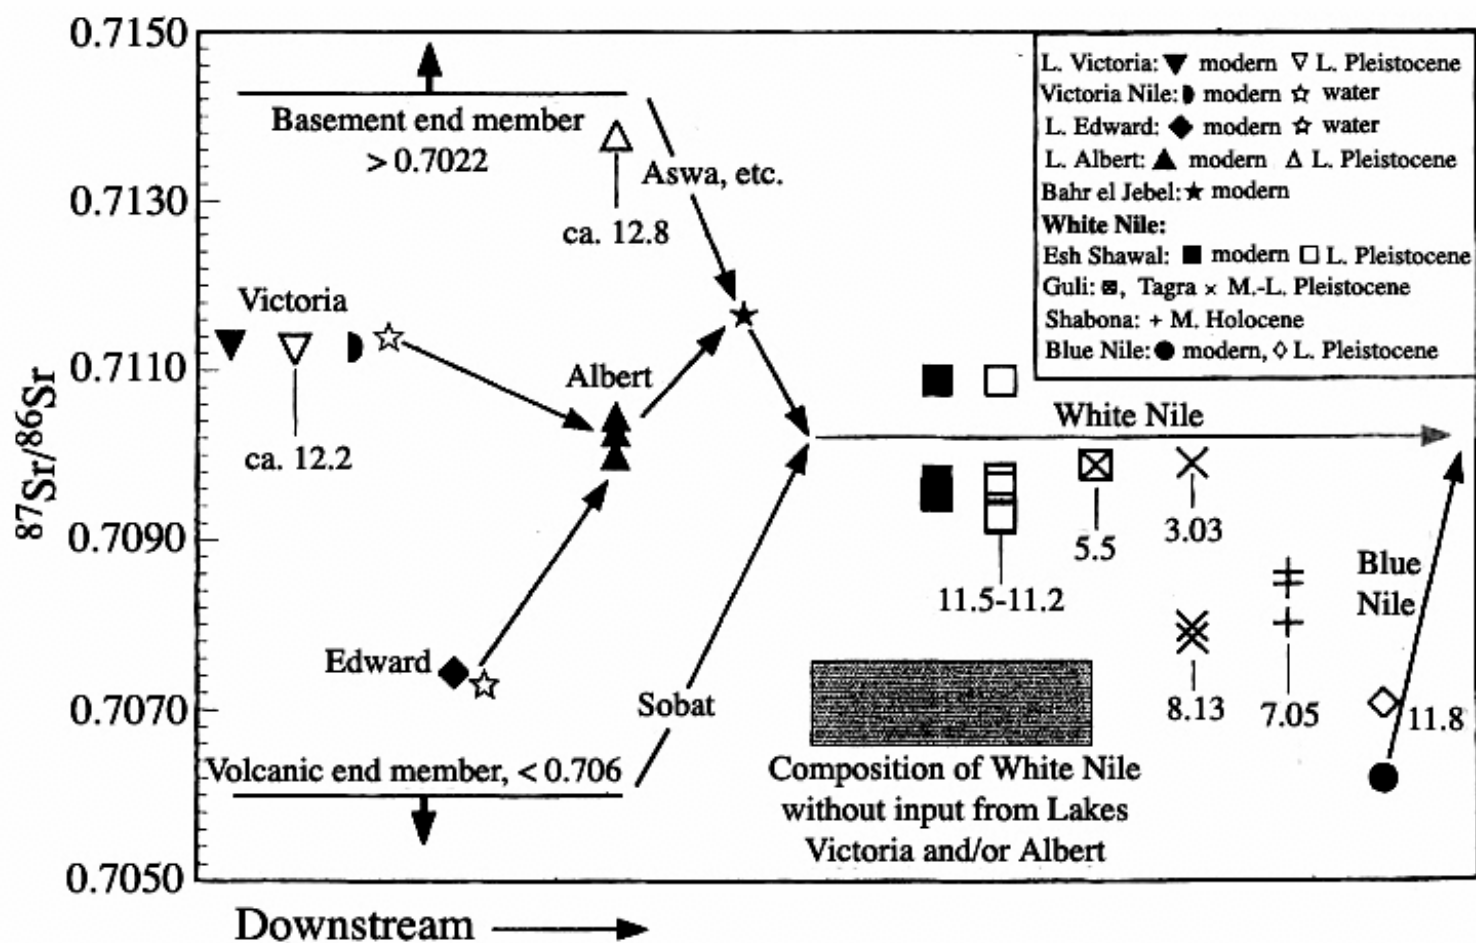 0.7150
0.7130
0.7110
0.7090
0.7070
0.7050
87Sr/86Sr
Downstream
Basement end member
> 0.7022
Aswa, etc.
ca. 12.8
Victoria
ca. 12.2
Albert
Edward
Sobat
Volcanic end member, < 0.706
L. Victoria: ▼ modern ▽ L. Pleistocene
Victoria Nile: ◗ modern ☆ water
L. Edward: ◆ modern ☆ water
L. Albert: ▲ modern △ L. Pleistocene
Bahr el Jebel: ★ modern
White Nile:
Esh Shawal: ■ modern □ L. Pleistocene
Guli: ⊠, Tagra × M.-L. Pleistocene
Shabona: + M. Holocene
Blue Nile: ● modern, ◇ L. Pleistocene
White Nile
11.5-11.2
5.5
3.03
8.13
7.05
Blue
Nile
11.8
Composition of White Nile
without input from Lakes
Victoria and/or Albert